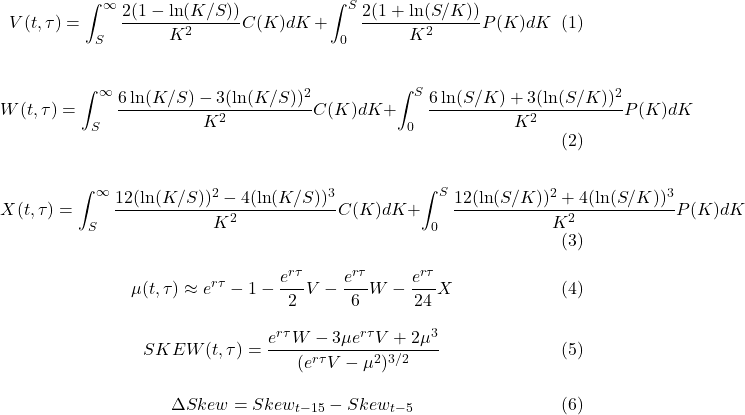 V(t, τ) = ∫_S^∞ 2(1 − ln(K/S))/K² C(K)dK + ∫_0^S 2(1 + ln(S/K))/K² P(K)dK (1)
W(t, τ) = ∫_S^∞ 6 ln(K/S) − 3(ln(K/S))²/K² C(K)dK + ∫_0^S 6 ln(S/K) + 3(ln(S/K))²/K² P(K)dK
(2)
X(t, τ) = ∫_S^∞ 12(ln(K/S))² − 4(ln(K/S))³/K² C(K)dK + ∫_0^S 12(ln(S/K))² + 4(ln(S/K))³/K² P(K)dK
(3)
μ(t, τ) ≈ e^{rτ} − 1 − e^{rτ}/2 V − e^{rτ}/6 W − e^{rτ}/24 X (4)
SKEW(t, τ) = e^{rτ}W − 3μe^{rτ}V + 2μ³/(e^{rτ}V − μ²)^{3/2} (5)
ΔSkew = Skew_{t−15} − Skew_{t−5} (6)